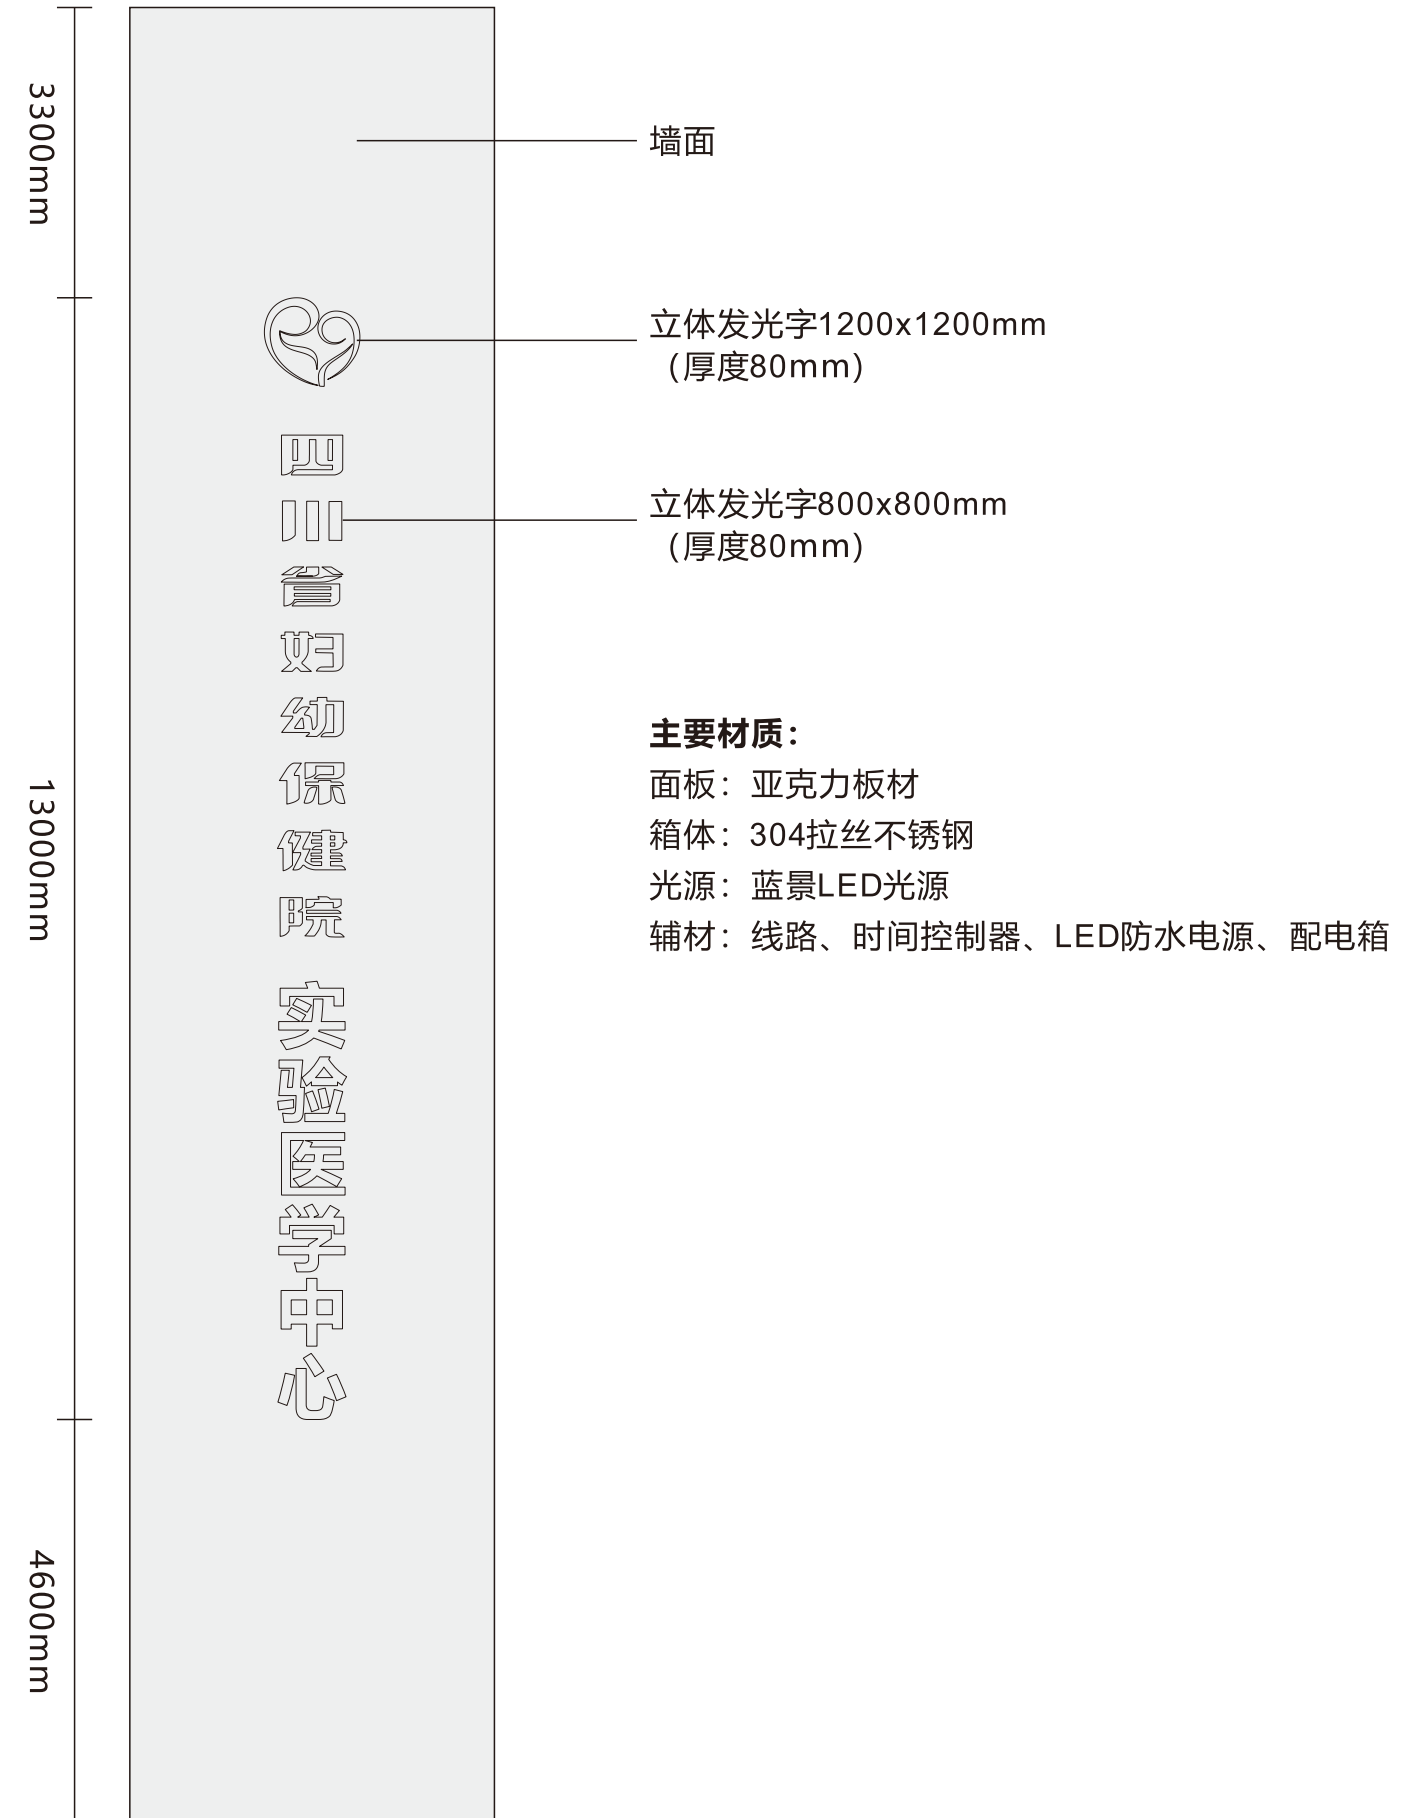 3300mm
墙面
立体发光字1200x1200mm
（厚度80mm）
立体发光字800x800mm
（厚度80mm）
四川省妇幼保健院
实验医学中心
13000mm
主要材质：
面板：亚克力板材
箱体：304拉丝不锈钢
光源：蓝景LED光源
辅材：线路、时间控制器、LED防水电源、配电箱
4600mm